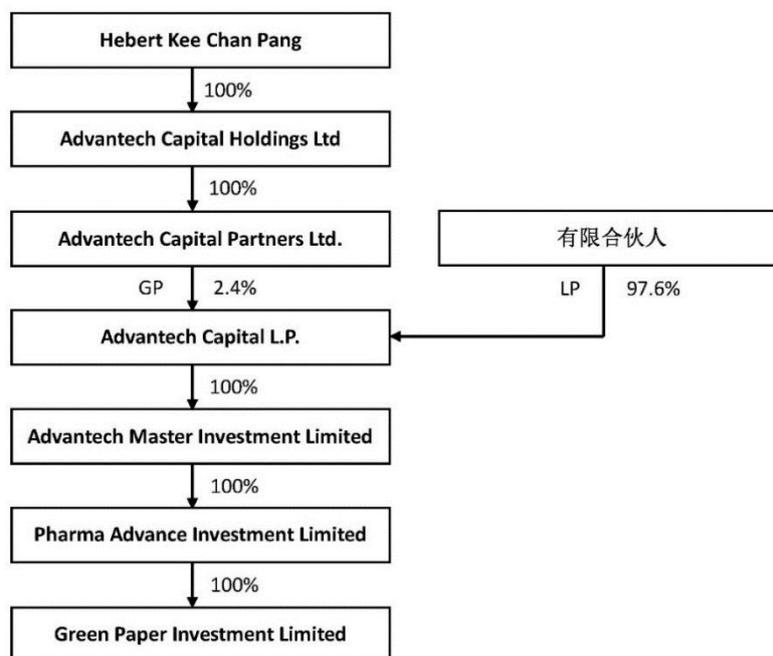 Hebert Kee Chan Pang
100%
Advantech Capital Holdings Ltd
100%
Advantech Capital Partners Ltd.
有限合伙人
GP 2.4%
LP 97.6%
Advantech Capital L.P.
100%
Advantech Master Investment Limited
100%
Pharma Advance Investment Limited
100%
Green Paper Investment Limited